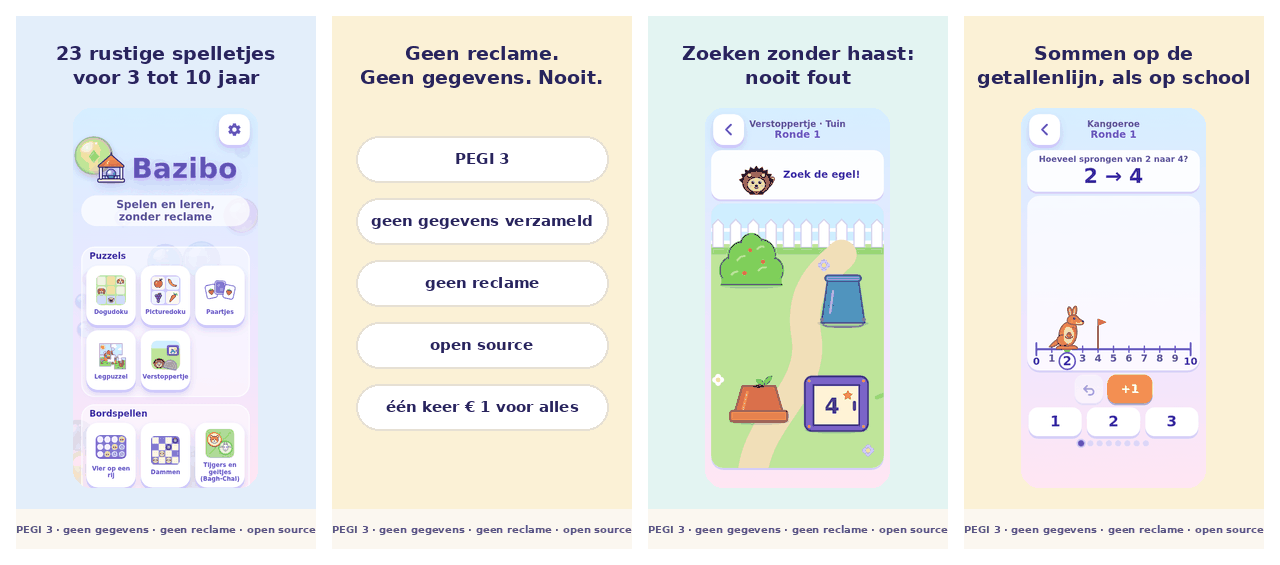 23 rustige spelletjes
voor 3 tot 10 jaar
Bazibo
Spelen en leren,
zonder reclame
Puzzels
Dogudoku
Picturedoku
Paartjes
Legpuzzel
Verstoppertje
Bordspellen
Vier op een
rij
Dammen
Tijgers en
geitjes
(Bagh-Chal)
PEGI 3 · geen gegevens · geen reclame · open source
Geen reclame.
Geen gegevens. Nooit.
PEGI 3
geen gegevens verzameld
geen reclame
open source
één keer € 1 voor alles
PEGI 3 · geen gegevens · geen reclame · open source
Zoeken zonder haast:
nooit fout
Verstoppertje · Tuin
Ronde 1
Zoek de egel!
4
PEGI 3 · geen gegevens · geen reclame · open source
Sommen op de
getallenlijn, als op school
Kangoeroe
Ronde 1
Hoeveel sprongen van 2 naar 4?
2 → 4
0 1 2 3 4 5 6 7 8 9 10
+1
1 2 3
PEGI 3 · geen gegevens · geen reclame · open source